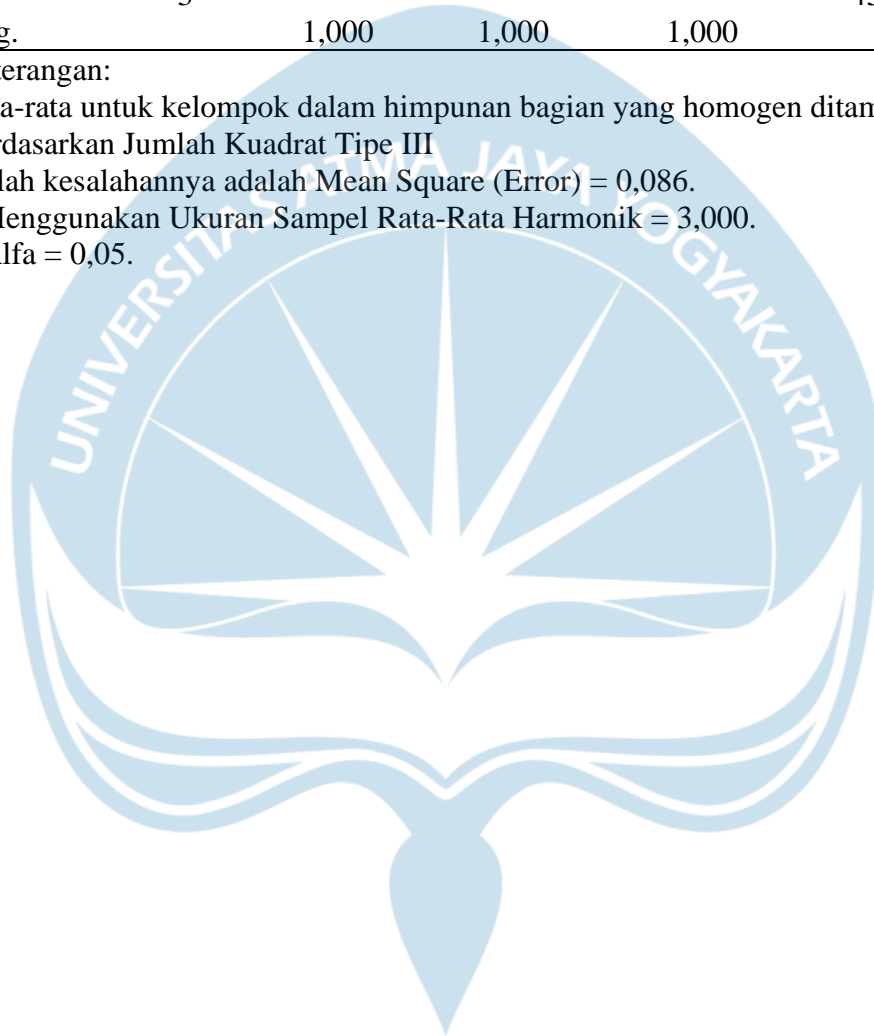 g. 1,000 1,000 1,000
terangan:
a-rata untuk kelompok dalam himpunan bagian yang homogen ditam
rdasarkan Jumlah Kuadrat Tipe III
lah kesalahannya adalah Mean Square (Error) = 0,086.
Menggunakan Ukuran Sampel Rata-Rata Harmonik = 3,000.
lfa = 0,05.
UNIVERSITAS ATMA JAYA YOGYAKARTA